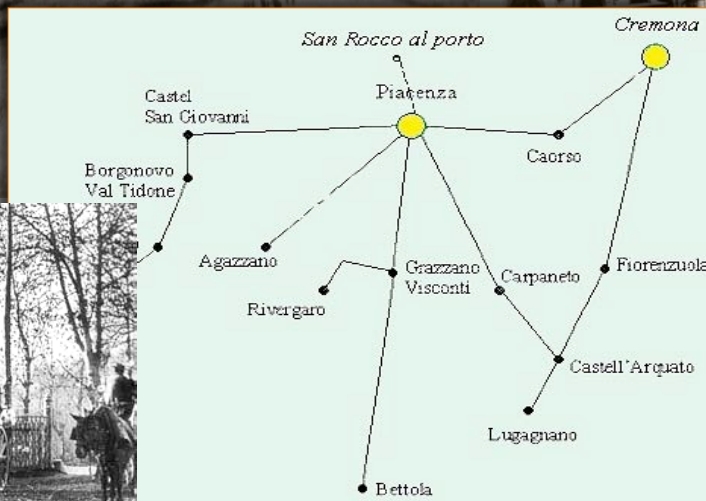 Cremona
San Rocco al porto
Piacenza
Castel
San Giovanni
Caorso
Borgonovo
Val Tidone
Agazzano
Grazzano
Visconti
Carpaneto
Fiorenzuola
Rivergaro
Castell'Arquato
Lugagnano
Bettola